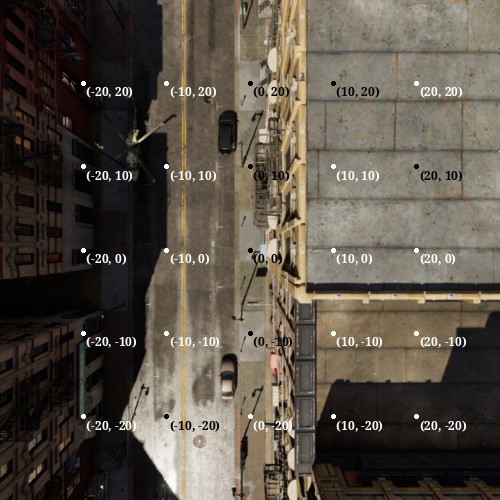 (-20, 20) (-10, 20) (0, 20) (10, 20) (20, 20)
(-20, 10) (-10, 10) (0, 10) (10, 10) (20, 10)
(-20, 0) (-10, 0) (0, 0) (10, 0) (20, 0)
(-20, -10) (-10, -10) (0, -10) (10, -10) (20, -10)
(-20, -20) (-10, -20) (0, -20) (10, -20) (20, -20)